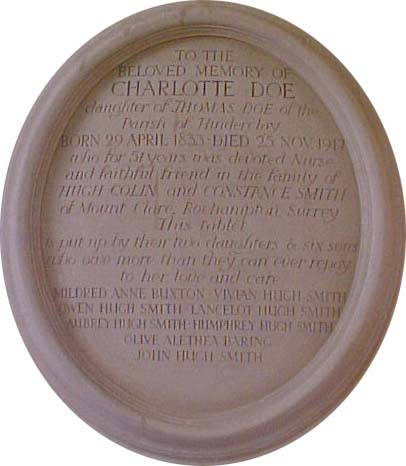 TO THE
BELOVED MEMORY OF
CHARLOTTE DOE
daughter of THOMAS DOE of the
Parish of Hinderclay
BORN 29 APRIL 1833-DIED 25 NOV. 1917
who for 51 years was devoted Nurse
and faithful friend in the family of
HUGH COLIN and CONSTANCE SMITH
of Mount Clare, Roehampton Surrey
This tablet
is put up by their two daughters & six sons
who owe more than they can ever repay
to her love and care
MILDRED ANNE BUXTON-VIVIAN HUGH SMITH
OWEN HUGH SMITH-LANCELOT HUGH SMITH
AUBREY HUGH SMITH-HUMPHREY HUGH SMITH
OLIVE ALETHEA BARING
JOHN HUGH SMITH